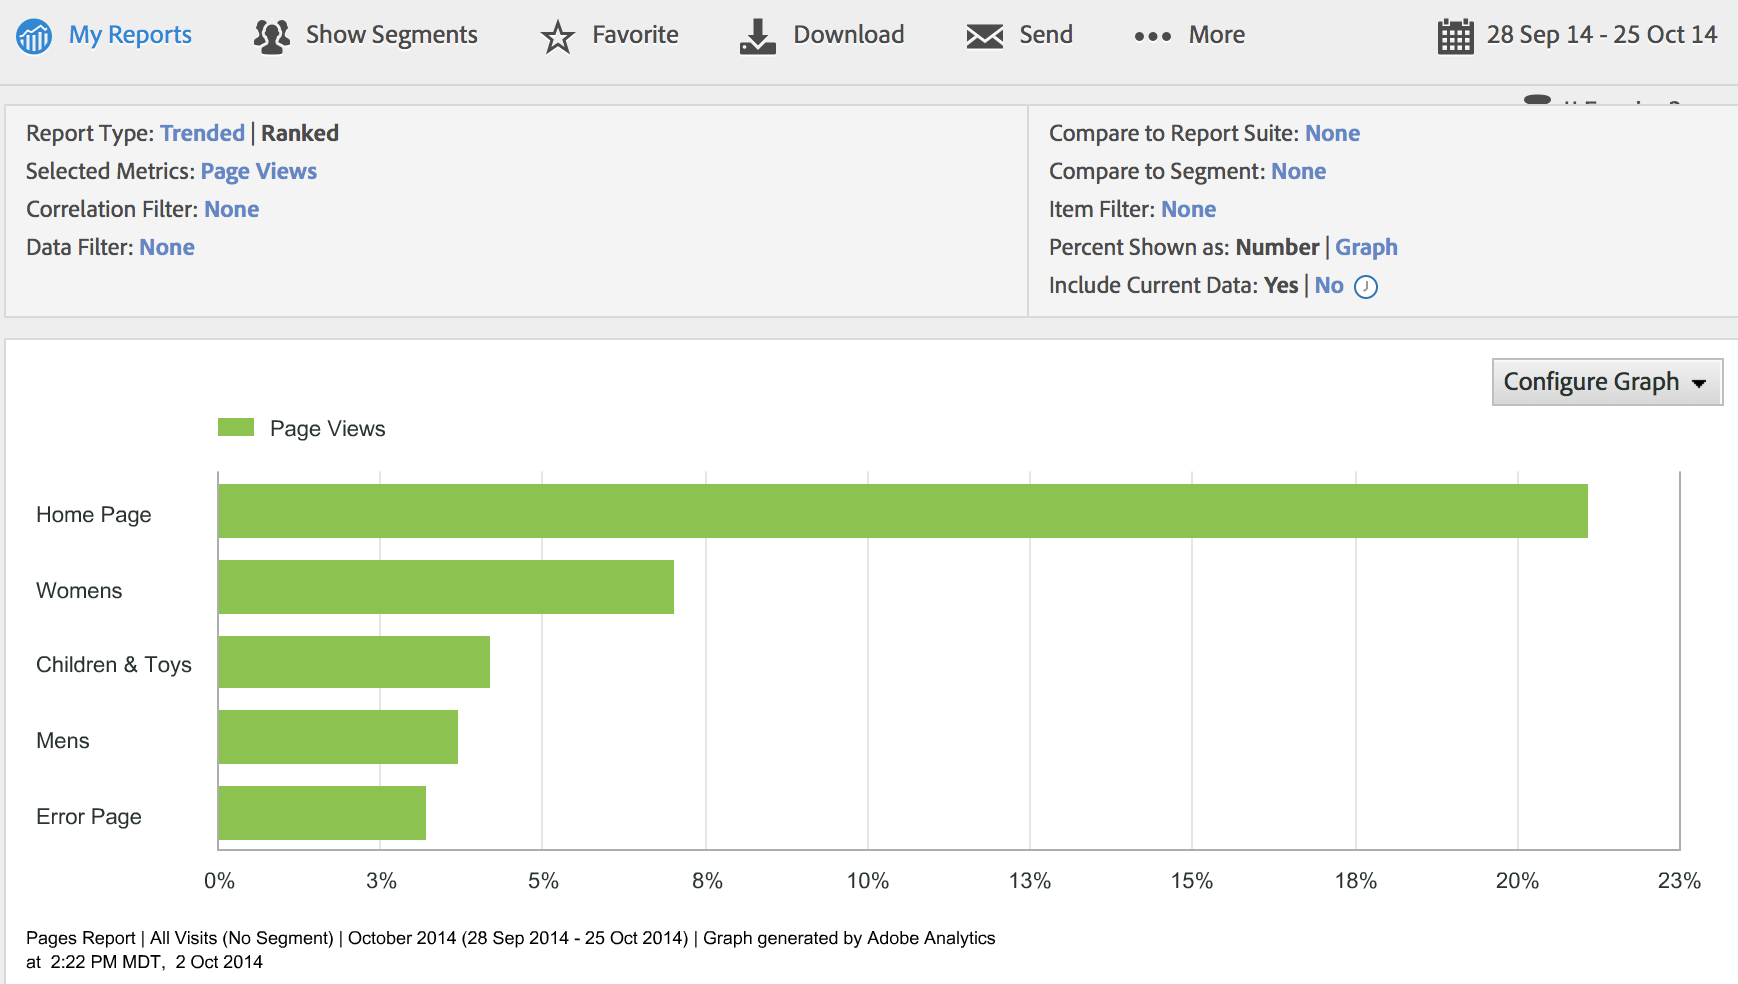 My Reports Show Segments Favorite Download Send More 28 Sep 14 - 25 Oct 14
Report Type: Trended | Ranked
Selected Metrics: Page Views
Correlation Filter: None
Data Filter: None
Compare to Report Suite: None
Compare to Segment: None
Item Filter: None
Percent Shown as: Number | Graph
Include Current Data: Yes | No
Configure Graph
Page Views
Home Page
Womens
Children & Toys
Mens
Error Page
0% 3% 5% 8% 10% 13% 15% 18% 20% 23%
Pages Report | All Visits (No Segment) | October 2014 (28 Sep 2014 - 25 Oct 2014) | Graph generated by Adobe Analytics
at 2:22 PM MDT, 2 Oct 2014